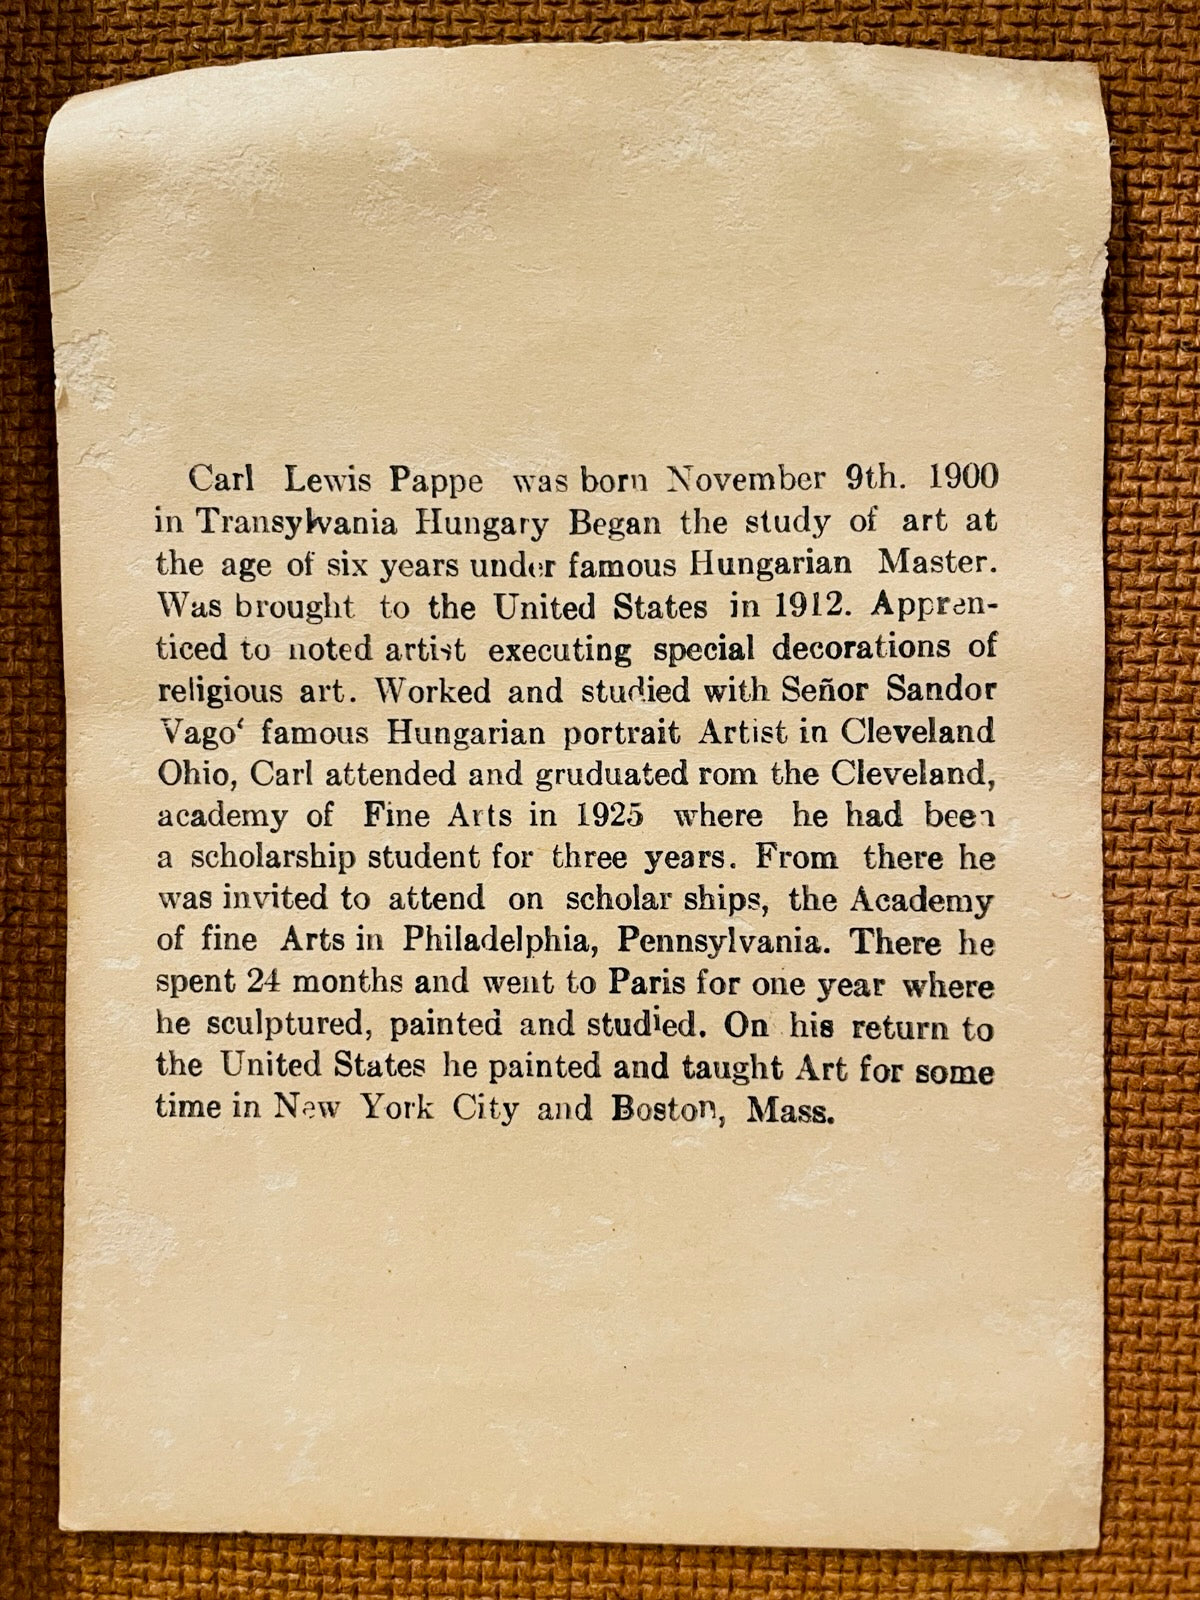 Carl Lewis Pappe was born November 9th. 1900
in Transylvania Hungary Began the study of art at
the age of six years under famous Hungarian Master.
Was brought to the United States in 1912. Appren-
ticed to noted artist executing special decorations of
religious art. Worked and studied with Señor Sandor
Vago‘ famous Hungarian portrait Artist in Cleveland
Ohio, Carl attended and gruduated rom the Cleveland,
academy of Fine Arts in 1925 where he had been
a scholarship student for three years. From there he
was invited to attend on scholar ships, the Academy
of fine Arts in Philadelphia, Pennsylvania. There he
spent 24 months and went to Paris for one year where
he sculptured, painted and studied. On his return to
the United States he painted and taught Art for some
time in New York City and Boston, Mass.